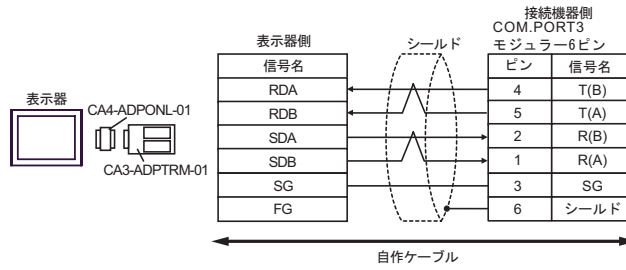 接続機器側
COM.PORT3
モジュラー6ピン
表示器側
シールド
信号名
ピン 信号名
RDA 4 T(B)
RDB 5 T(A)
SDA 2 R(B)
SDB 1 R(A)
SG 3 SG
FG 6 シールド
表示器
CA4-ADPONL-01
CA3-ADPTRM-01
自作ケーブル